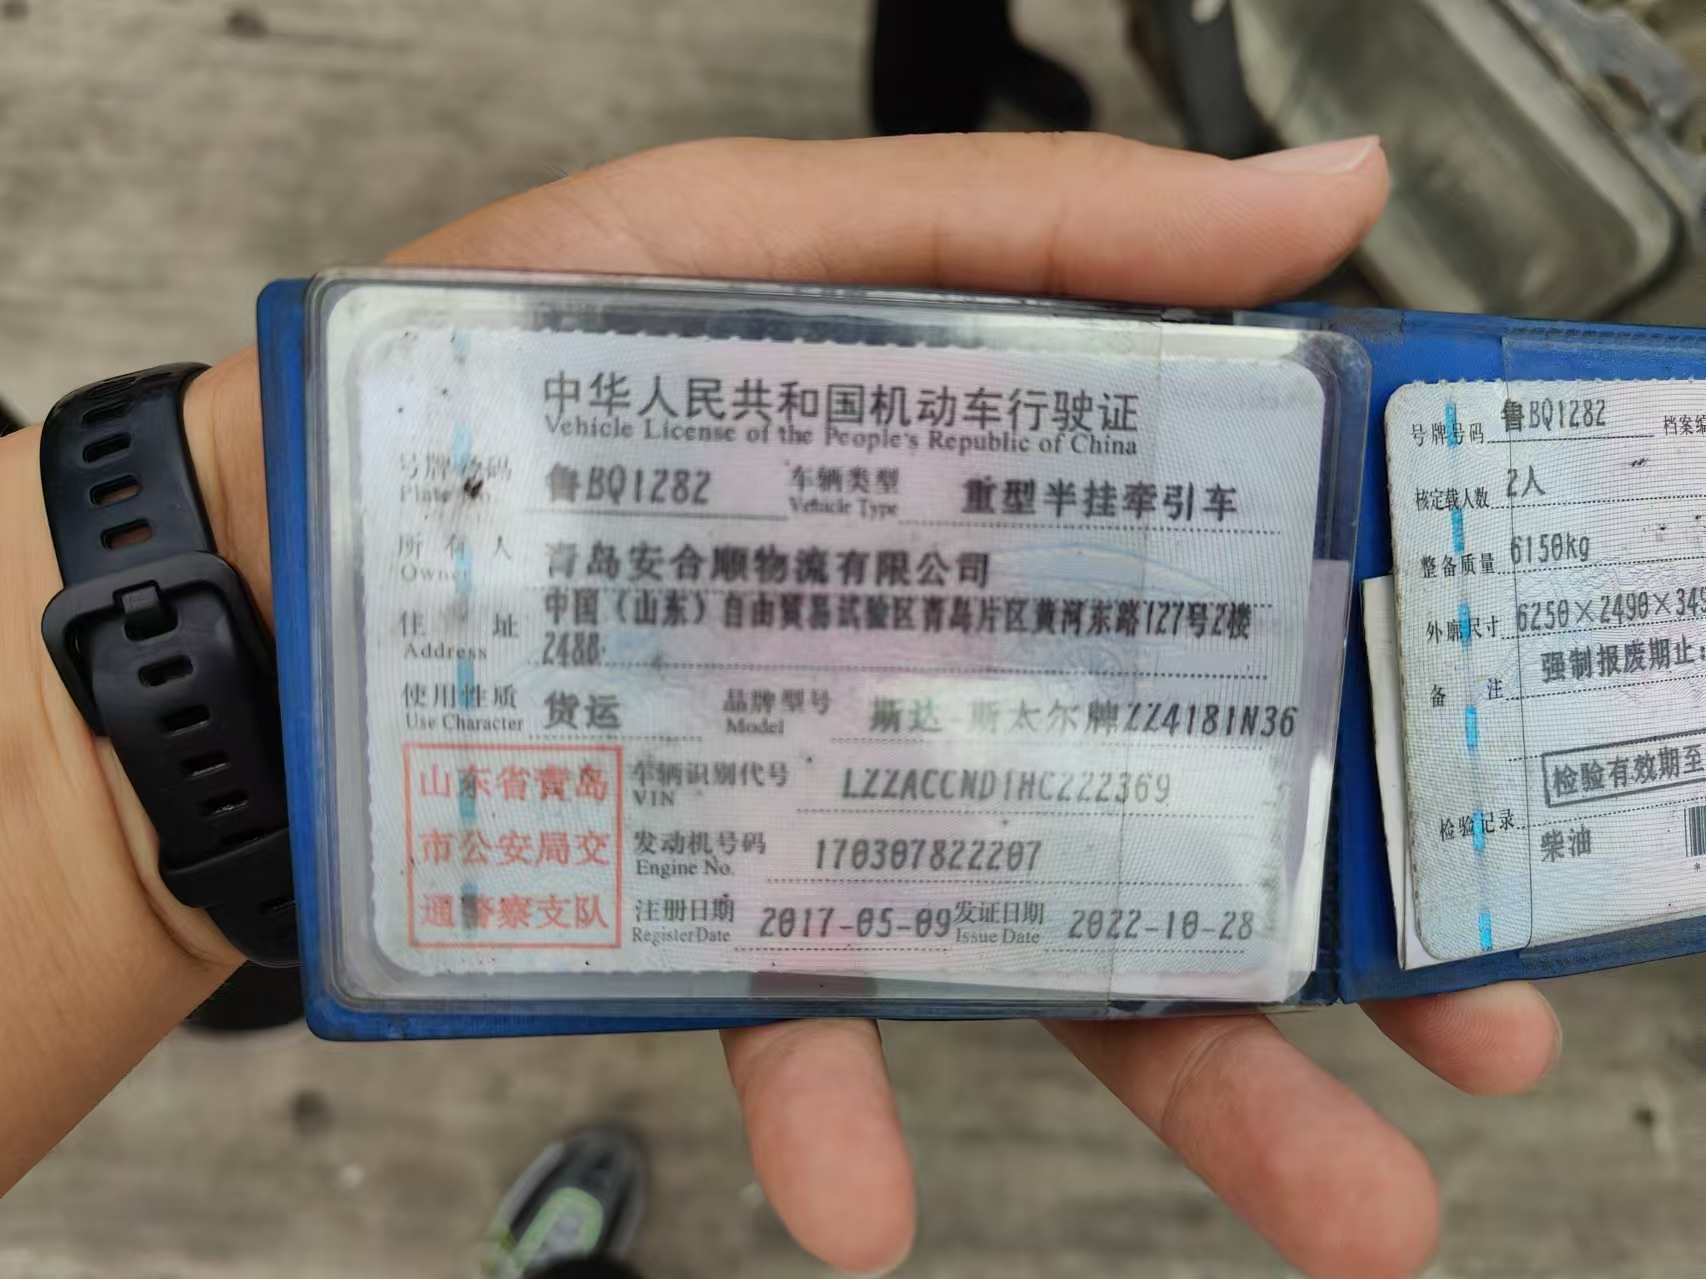 中华人民共和国机动车行驶证
Vehicle License of the People's Republic of China
号牌号码 鲁BQ1282 车辆类型 重型半挂牵引车
Plate No. Vehicle Type
所有人 青岛安合顺物流有限公司
Owner
住址 中国（山东）自由贸易试验区青岛片区黄河东路127号2楼
Address 248B
使用性质 货运 品牌型号 斯达-斯太尔牌ZZ4181N36
Use Character Model
山东省青岛
市公安局交
通警察支队
车辆识别代号 LZZACCND1HC222369
VIN
发动机号码 170307822207
Engine No.
注册日期 2017-05-09 发证日期 2022-10-28
Register Date Issue Date
号牌号码 鲁BQ1282 档案编
核定载人数 2人
整备质量 6150kg
外廓尺寸 6250×2490×349
备注 强制报废期止:
检验有效期至
检验记录
柴油